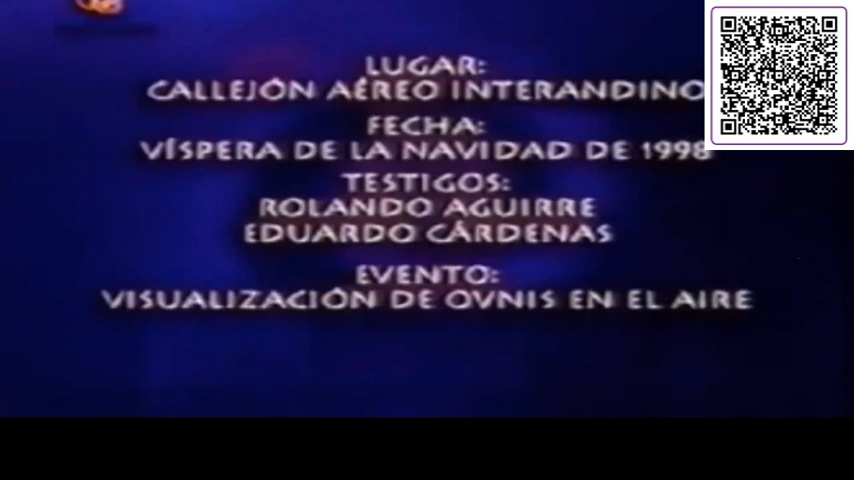 LUGAR:
CALLEJÓN AÉREO INTERANDINO
FECHA:
VÍSPERA DE LA NAVIDAD DE 1998
TESTIGOS:
ROLANDO AGUIRRE
EDUARDO CÁRDENAS
EVENTO:
VISUALIZACIÓN DE OVNIS EN EL AIRE